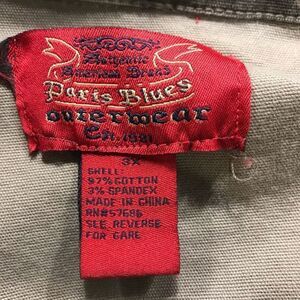 Authentic
American Brand
Paris Blues
outerwear
Est. 1981
3X
SHELL:
97% COTTON
3% SPANDEX
MADE IN CHINA
RN#57686
SEE REVERSE
FOR CARE